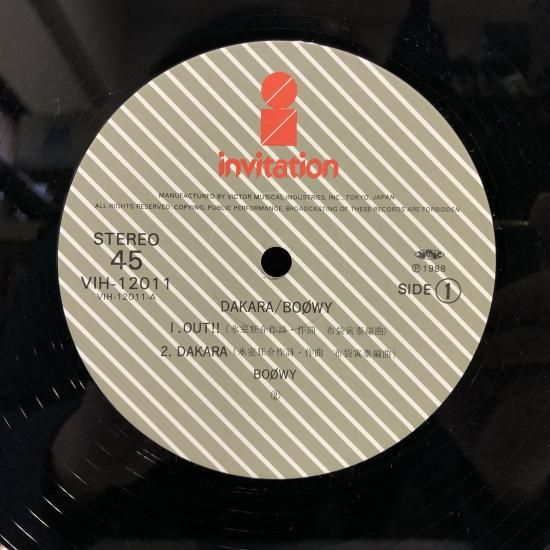 invitation
MANUFACTURED BY VICTOR MUSICAL INDUSTRIES, INC., TOKYO, JAPAN
ALL RIGHTS RESERVED. COPYING, PUBLIC PERFORMANCE, BROADCASTING OF THESE RECORDS ARE FORBIDDEN
STEREO
45
VIH-12011
VIH-12011-A
Ⓟ1988
SIDE 1
DAKARA/BOØWY
1. OUT!! (氷室狂介作詩・作曲 布袋寅泰編曲)
2. DAKARA (氷室狂介作詩・作曲 布袋寅泰編曲)
BOØWY